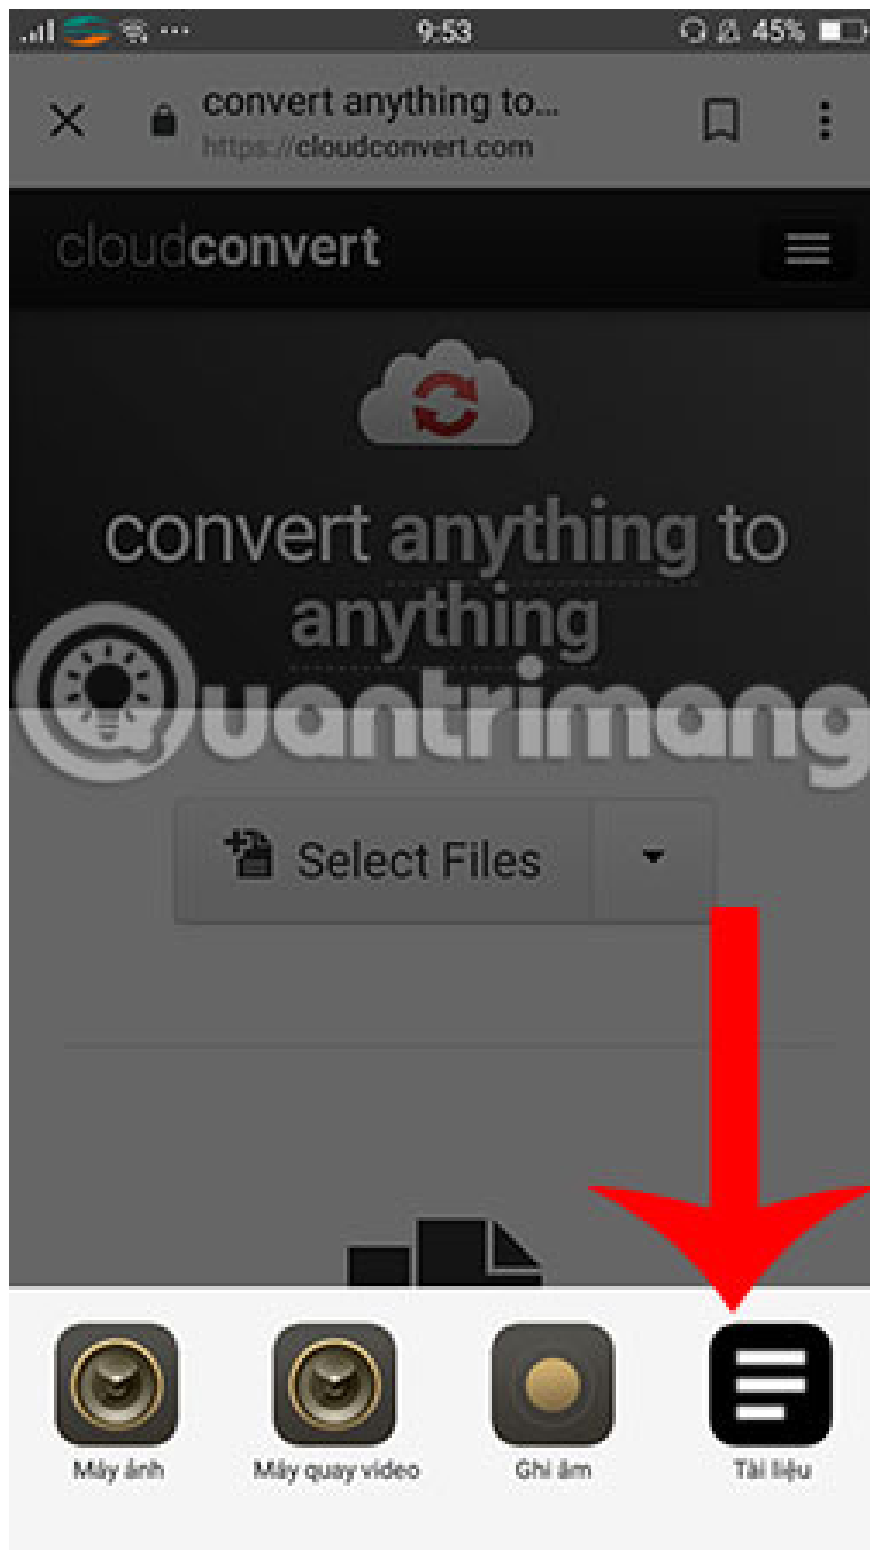 9:53
45%
convert anything to...
https://cloudconvert.com
cloudconvert
convert anything to
anything
Quantrimang
Select Files
Máy ảnh
Máy quay video
Ghi âm
Tài liệu